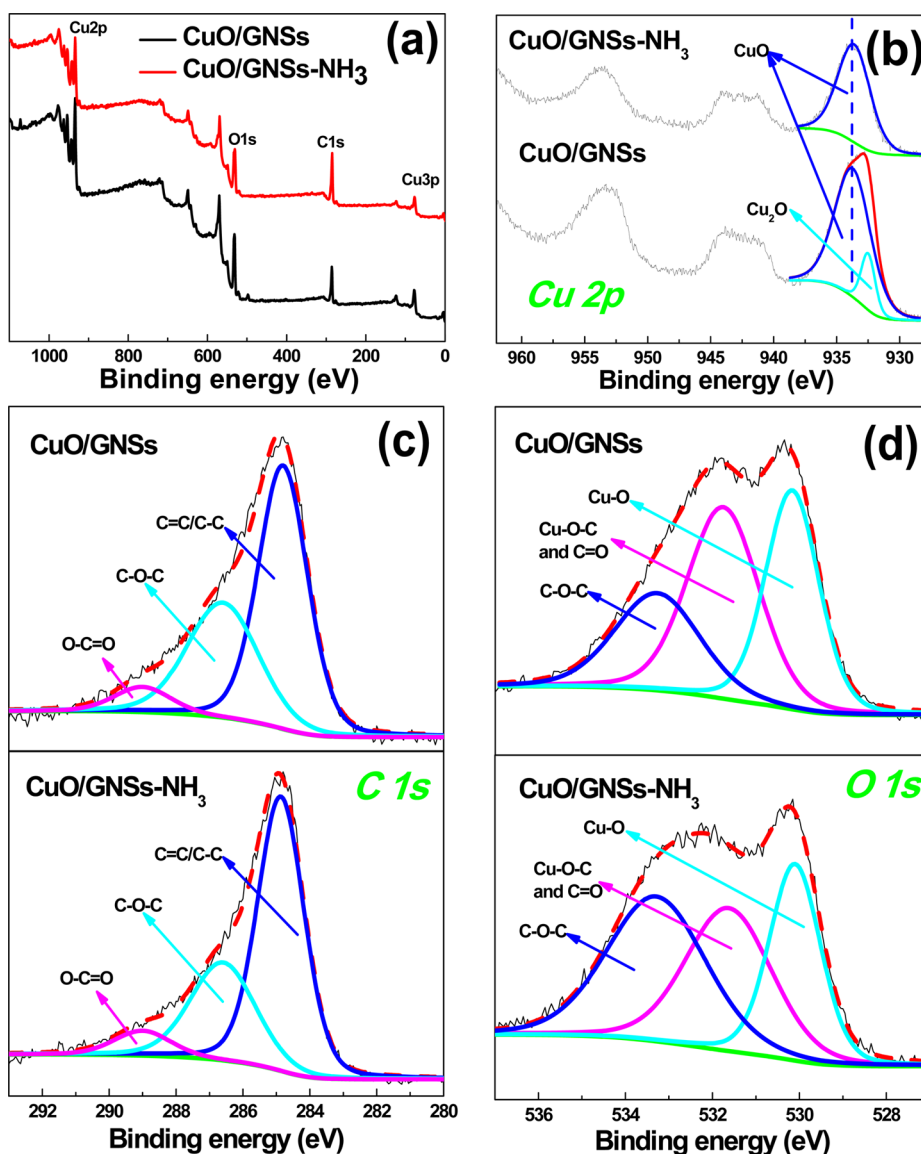 (a)
Cu2p
CuO/GNSs
CuO/GNSs-NH₃
O1s
C1s
Cu3p
1000 800 600 400 200 0
Binding energy (eV)
(b)
CuO/GNSs-NH₃
CuO
CuO/GNSs
Cu₂O
Cu 2p
960 955 950 945 940 935 930
Binding energy (eV)
(c)
CuO/GNSs
C=C/C-C
C-O-C
O-C=O
CuO/GNSs-NH₃
C 1s
C=C/C-C
C-O-C
O-C=O
292 290 288 286 284 282 280
Binding energy (eV)
(d)
CuO/GNSs
Cu-O
Cu-O-C
and C=O
C-O-C
CuO/GNSs-NH₃
O 1s
Cu-O
Cu-O-C
and C=O
C-O-C
536 534 532 530 528
Binding energy (eV)